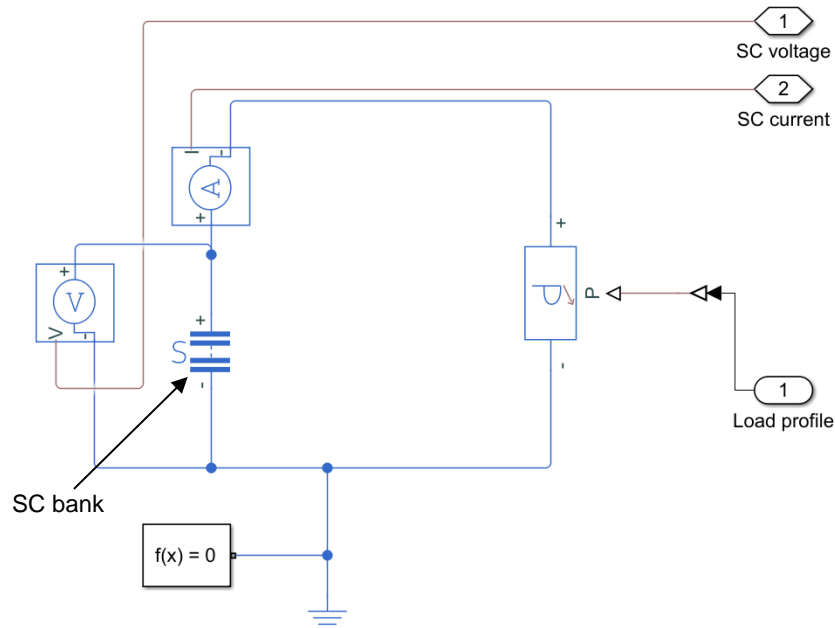 1
SC voltage
2
SC current
I
-
A
+
+
V
V
-
+
S
-
+
P
-
1
Load profile
SC bank
f(x) = 0